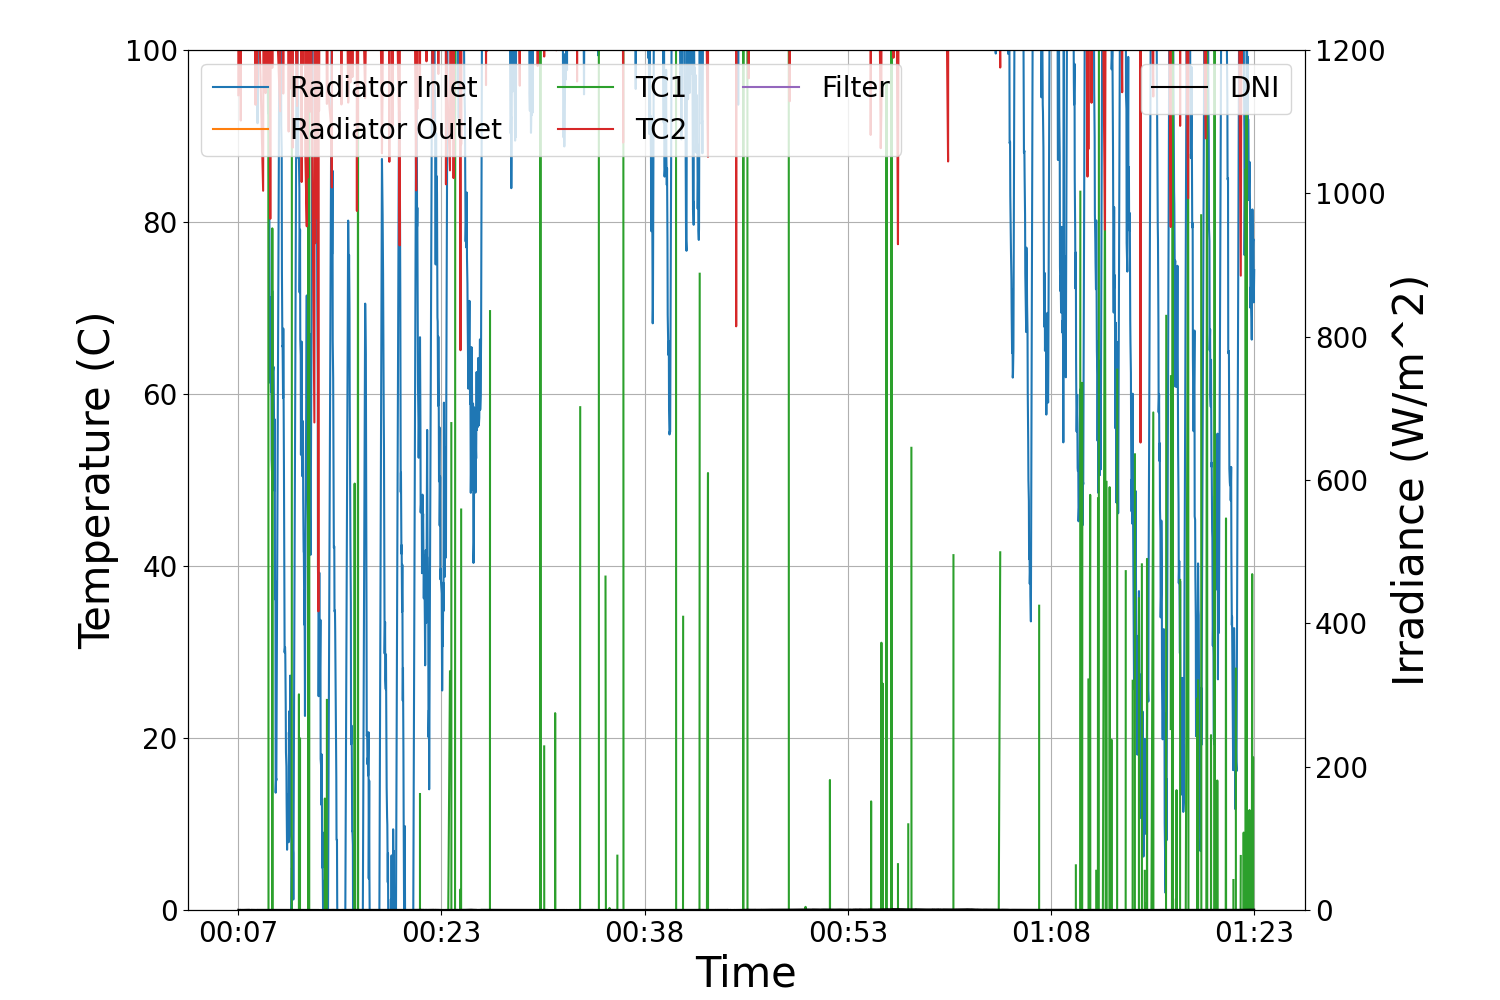 100
80
60
40
20
0
Temperature (C)
Radiator Inlet
Radiator Outlet
TC1
TC2
Filter
DNI
1200
1000
800
600
400
200
0
Irradiance (W/m^2)
00:07 00:23 00:38 00:53 01:08 01:23
Time